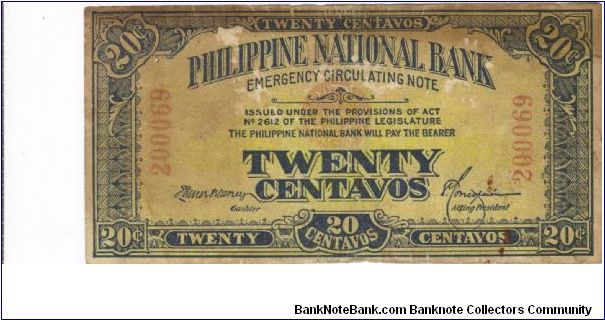 TWENTY CENTAVOS
20¢ 20¢
PHILIPPINE NATIONAL BANK
EMERGENCY CIRCULATING NOTE
ISSUED UNDER THE PROVISIONS OF ACT
Nº 2612 OF THE PHILIPPINE LEGISLATURE
THE PHILIPPINE NATIONAL BANK WILL PAY THE BEARER
200069 200069
TWENTY
CENTAVOS
Cashier Acting President
20¢ TWENTY 20 CENTAVOS CENTAVOS 20¢
BankNoteBank.com Banknote Collectors Community